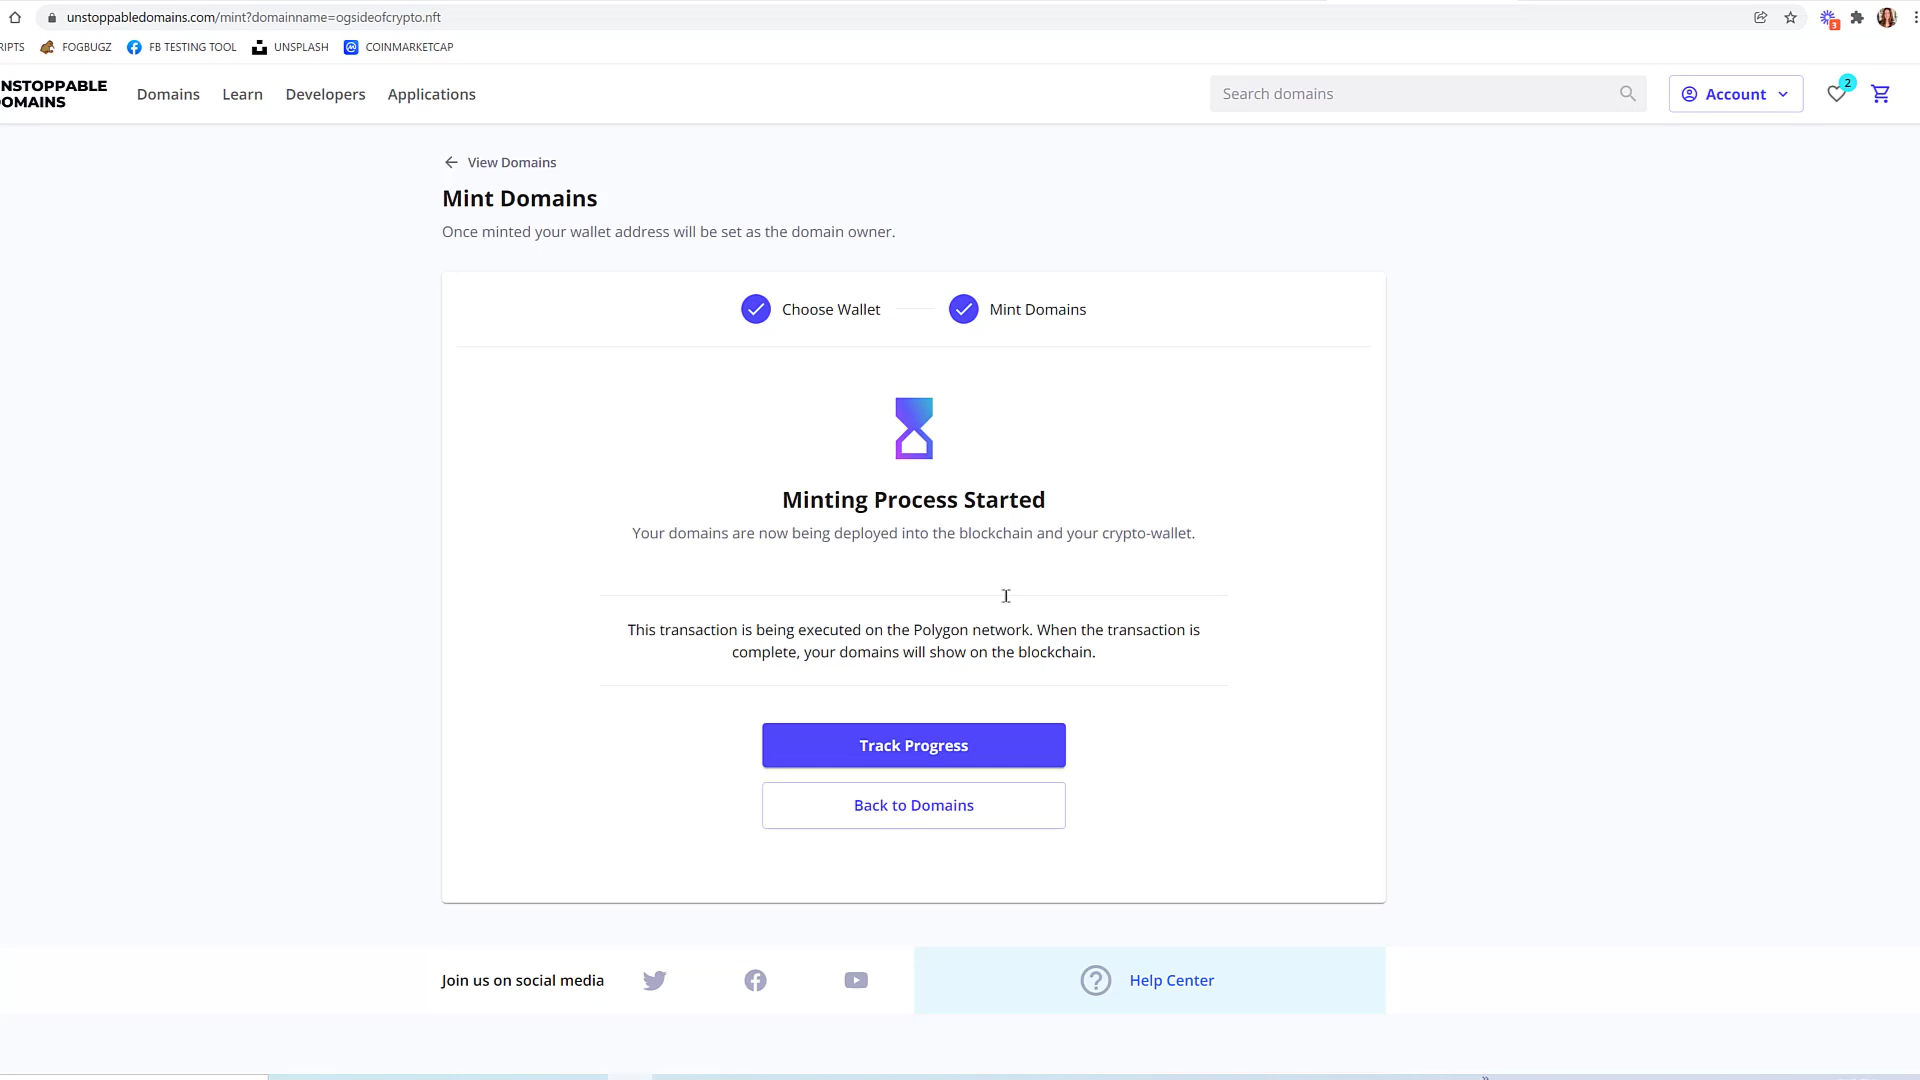 unstoppabledomains.com/mint?domainname=ogsideofcrypto.nft
3
RIPTS FOGBUGZ FB TESTING TOOL UNSPLASH COINMARKETCAP
NSTOPPABLE
OMAINS
Domains Learn Developers Applications
Search domains
Account
2
View Domains
Mint Domains
Once minted your wallet address will be set as the domain owner.
Choose Wallet Mint Domains
Minting Process Started
Your domains are now being deployed into the blockchain and your crypto-wallet.
This transaction is being executed on the Polygon network. When the transaction is
complete, your domains will show on the blockchain.
Track Progress
Back to Domains
Join us on social media
? Help Center